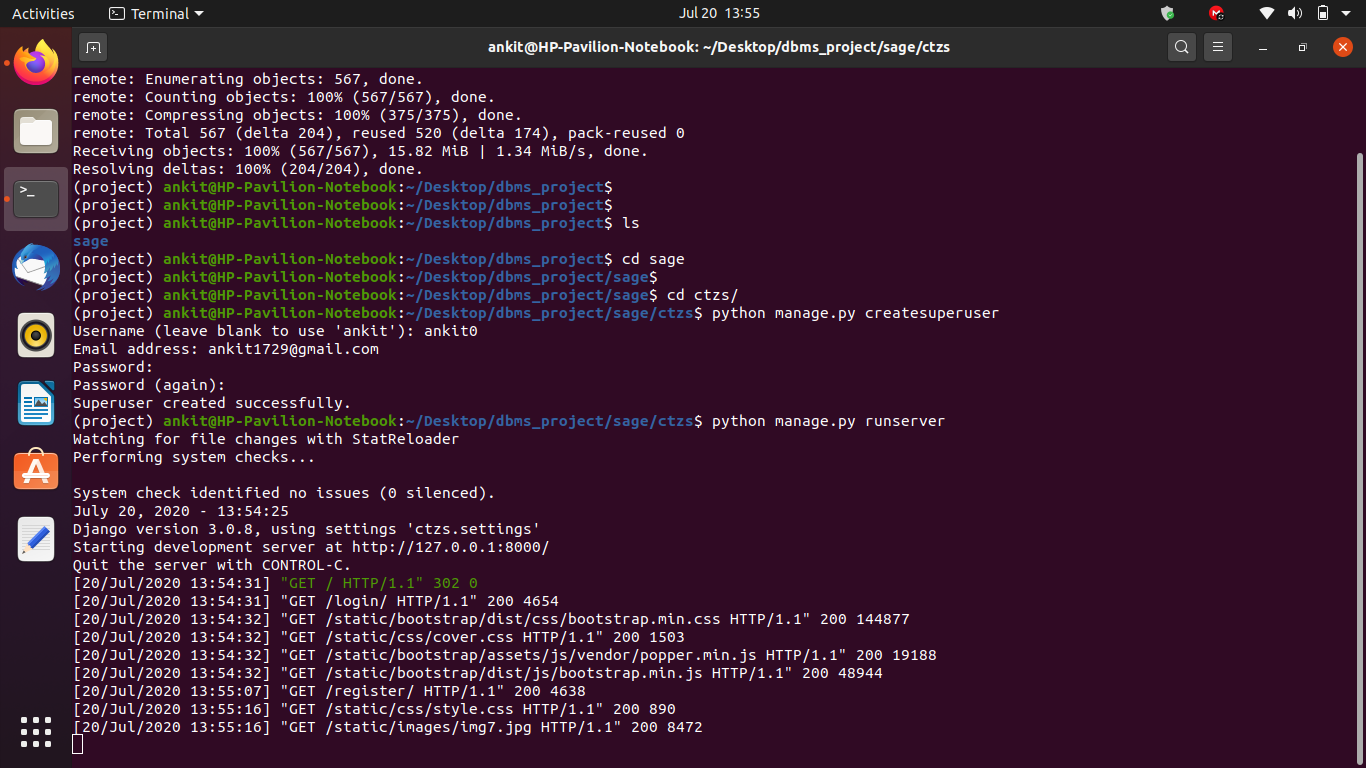 Activities
Terminal
Jul 20 13:55
ankit@HP-Pavilion-Notebook: ~/Desktop/dbms_project/sage/ctzs
remote: Enumerating objects: 567, done.
remote: Counting objects: 100% (567/567), done.
remote: Compressing objects: 100% (375/375), done.
remote: Total 567 (delta 204), reused 520 (delta 174), pack-reused 0
Receiving objects: 100% (567/567), 15.82 MiB | 1.34 MiB/s, done.
Resolving deltas: 100% (204/204), done.
(project) ankit@HP-Pavilion-Notebook:~/Desktop/dbms_project$
(project) ankit@HP-Pavilion-Notebook:~/Desktop/dbms_project$
(project) ankit@HP-Pavilion-Notebook:~/Desktop/dbms_project$ ls
sage
(project) ankit@HP-Pavilion-Notebook:~/Desktop/dbms_project$ cd sage
(project) ankit@HP-Pavilion-Notebook:~/Desktop/dbms_project/sage$
(project) ankit@HP-Pavilion-Notebook:~/Desktop/dbms_project/sage$ cd ctzs/
(project) ankit@HP-Pavilion-Notebook:~/Desktop/dbms_project/sage/ctzs$ python manage.py createsuperuser
Username (leave blank to use 'ankit'): ankit0
Email address: ankit1729@gmail.com
Password:
Password (again):
Superuser created successfully.
(project) ankit@HP-Pavilion-Notebook:~/Desktop/dbms_project/sage/ctzs$ python manage.py runserver
Watching for file changes with StatReloader
Performing system checks...
System check identified no issues (0 silenced).
July 20, 2020 - 13:54:25
Django version 3.0.8, using settings 'ctzs.settings'
Starting development server at http://127.0.0.1:8000/
Quit the server with CONTROL-C.
[20/Jul/2020 13:54:31] "GET / HTTP/1.1" 302 0
[20/Jul/2020 13:54:31] "GET /login/ HTTP/1.1" 200 4654
[20/Jul/2020 13:54:32] "GET /static/bootstrap/dist/css/bootstrap.min.css HTTP/1.1" 200 144877
[20/Jul/2020 13:54:32] "GET /static/css/cover.css HTTP/1.1" 200 1503
[20/Jul/2020 13:54:32] "GET /static/bootstrap/assets/js/vendor/popper.min.js HTTP/1.1" 200 19188
[20/Jul/2020 13:54:32] "GET /static/bootstrap/dist/js/bootstrap.min.js HTTP/1.1" 200 48944
[20/Jul/2020 13:55:07] "GET /register/ HTTP/1.1" 200 4638
[20/Jul/2020 13:55:16] "GET /static/css/style.css HTTP/1.1" 200 890
[20/Jul/2020 13:55:16] "GET /static/images/img7.jpg HTTP/1.1" 200 8472